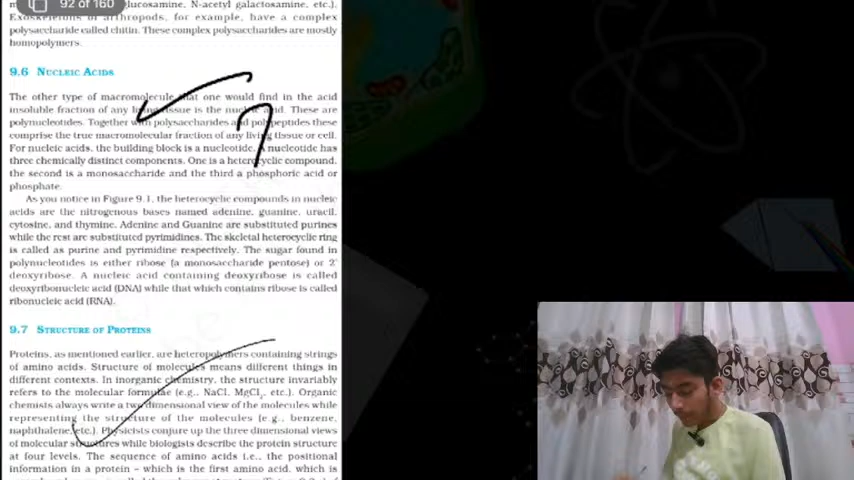 92 of 160
glucosamine, N-acetyl galactosamine, etc.).
Exoskeletons of arthropods, for example, have a complex
polysaccharide called chitin. These complex polysaccharides are mostly
homopolymers.
9.6 NUCLEIC ACIDS
The other type of macromolecule that one would find in the acid
insoluble fraction of any living tissue is the nucleic acid. These are
polynucleotides. Together with polysaccharides and polypeptides these
comprise the true macromolecular fraction of any living tissue or cell.
For nucleic acids, the building block is a nucleotide. A nucleotide has
three chemically distinct components. One is a heterocyclic compound,
the second is a monosaccharide and the third a phosphoric acid or
phosphate.
As you notice in Figure 9.1, the heterocyclic compounds in nucleic
acids are the nitrogenous bases named adenine, guanine, uracil,
cytosine, and thymine. Adenine and Guanine are substituted purines
while the rest are substituted pyrimidines. The skeletal heterocyclic ring
is called as purine and pyrimidine respectively. The sugar found in
polynucleotides is either ribose (a monosaccharide pentose) or 2'
deoxyribose. A nucleic acid containing deoxyribose is called
deoxyribonucleic acid (DNA) while that which contains ribose is called
ribonucleic acid (RNA).
9.7 STRUCTURE OF PROTEINS
Proteins, as mentioned earlier, are heteropolymers containing strings
of amino acids. Structure of molecules means different things in
different contexts. In inorganic chemistry, the structure invariably
refers to the molecular formulae (e.g., NaCl, MgCl2, etc.). Organic
chemists always write a two dimensional view of the molecules while
representing the structure of the molecules (e.g., benzene,
naphthalene, etc.). Physicists conjure up the three dimensional views
of molecular structures while biologists describe the protein structure
at four levels. The sequence of amino acids i.e., the positional
information in a protein – which is the first amino acid, which is